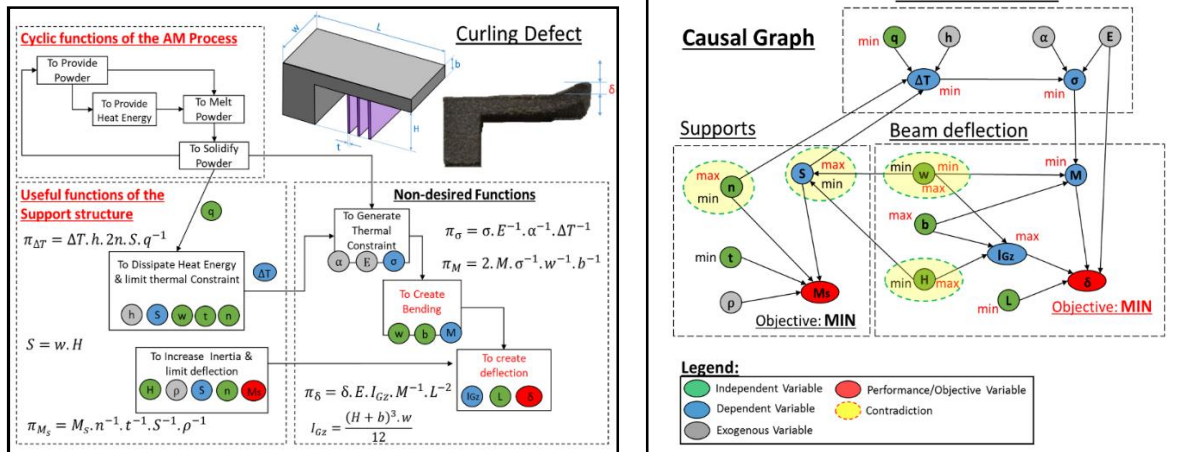 Cyclic functions of the AM Process
To Provide
Powder
To Provide
Heat Energy
To Melt
Powder
To Solidify
Powder
w
L
b
H
t
Curling Defect
δ
Useful functions of the
Support structure
q
π_ΔT = ΔT.h.2n.S.q⁻¹
To Dissipate Heat Energy
& limit thermal Constraint
ΔT
h S w t n
S = w.H
To Increase Inertia &
limit deflection
H ρ S n Ms
π_Ms = M_S.n⁻¹.t⁻¹.S⁻¹.ρ⁻¹
Non-desired Functions
To Generate
Thermal
Constraint
α E σ
π_σ = σ.E⁻¹.α⁻¹.ΔT⁻¹
π_M = 2.M.σ⁻¹.w⁻¹.b⁻¹
To Create
Bending
w b M
To create
deflection
IGz L δ
π_δ = δ.E.I_Gz.M⁻¹.L⁻²
I_Gz = (H + b)³.w / 12
Causal Graph
min q h α E
ΔT σ
min min
Supports
Beam deflection
max
min n
max
S min
min w min
max
min
M
max b
max
IGz
min t
min H max
ρ
Ms
min L
δ
Objective: MIN
Objective: MIN
Legend:
Independent Variable
Performance/Objective Variable
Dependent Variable
Contradiction
Exogenous Variable